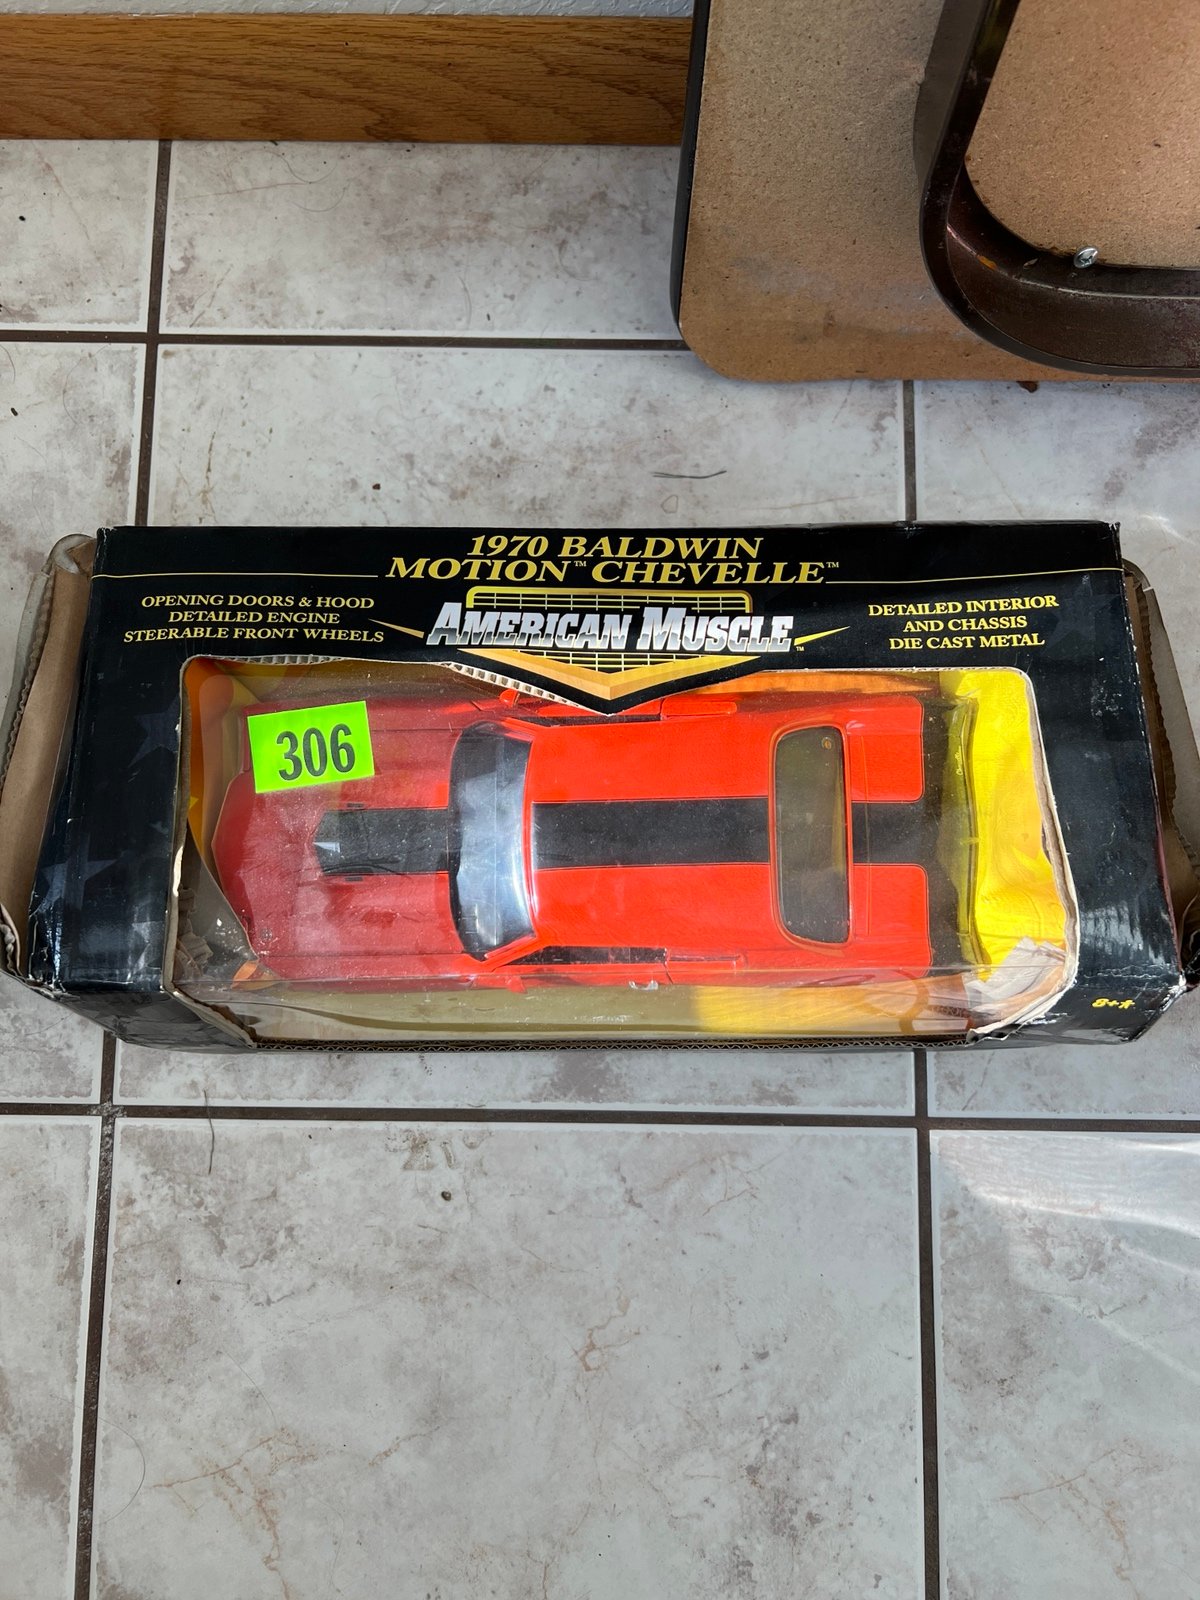 1970 BALDWIN
MOTION™ CHEVELLE™
OPENING DOORS & HOOD
DETAILED ENGINE
STEERABLE FRONT WHEELS
AMERICAN MUSCLE™
DETAILED INTERIOR
AND CHASSIS
DIE CAST METAL
306
8+*